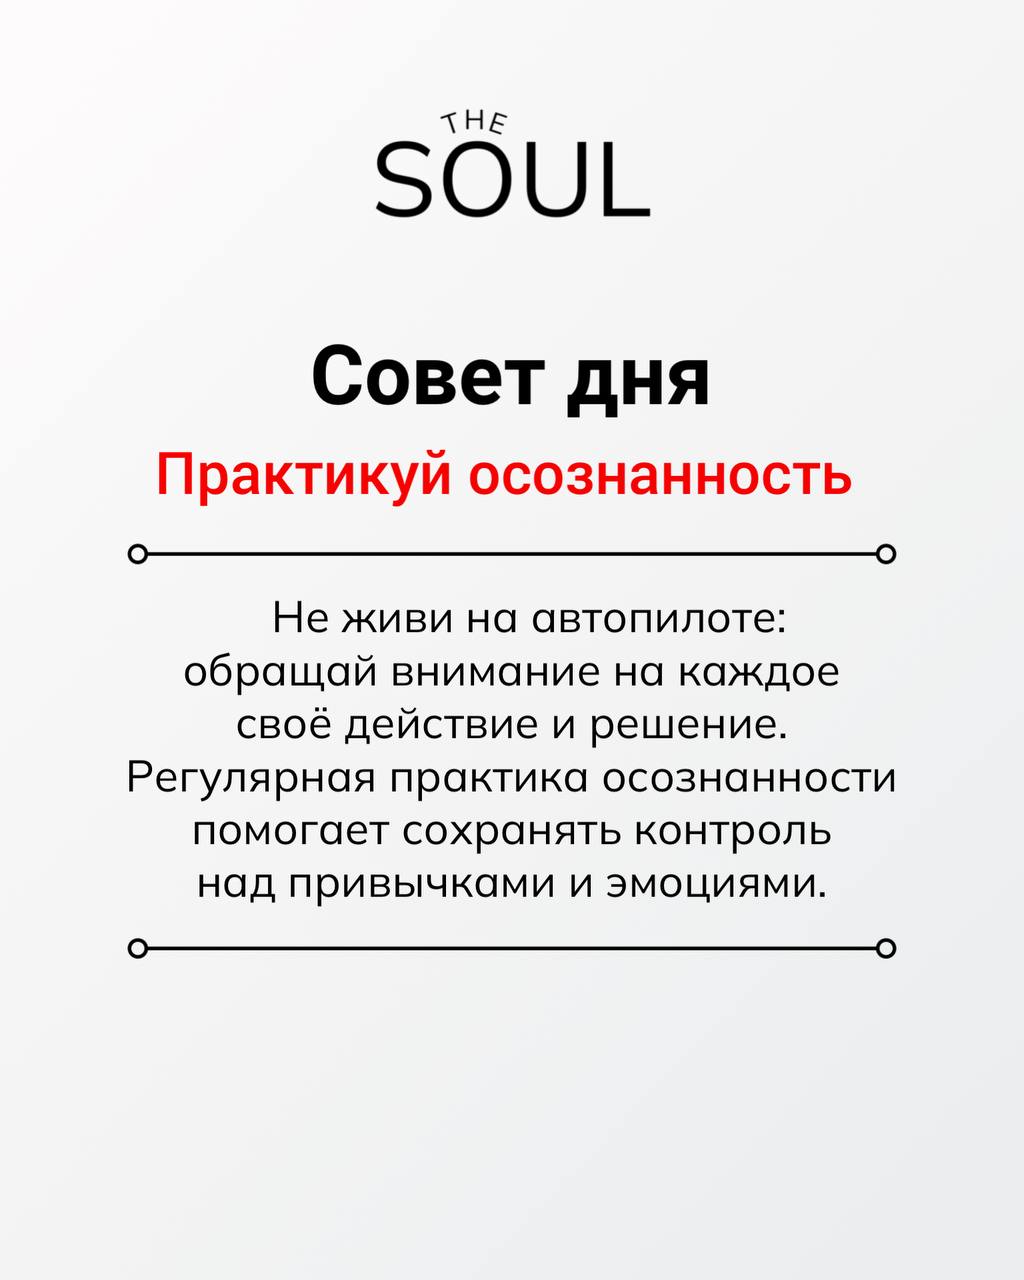 THE
SOUL
Совет дня
Практикуй осознанность
Не живи на автопилоте:
обращай внимание на каждое
своё действие и решение.
Регулярная практика осознанности
помогает сохранять контроль
над привычками и эмоциями.